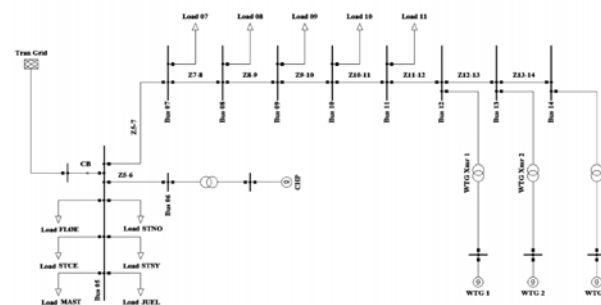 Load 07
Load 08
Load 09
Load 10
Load 11
Tran Grid
Z7-8
Z8-9
Z9-10
Z10-11
Z11-12
Z12-13
Z13-14
Bus 07
Bus 08
Bus 09
Bus 10
Bus 11
Bus 12
Bus 13
Bus 14
Z5-7
CB
Z5-6
Bus 06
CHP
WTG Xmr 1
WTG Xmr 2
Load FLØE
Load STNO
Load STCE
Load STSY
Bus 05
Load MAST
Load JUEL
WTG 1
WTG 2
WTG